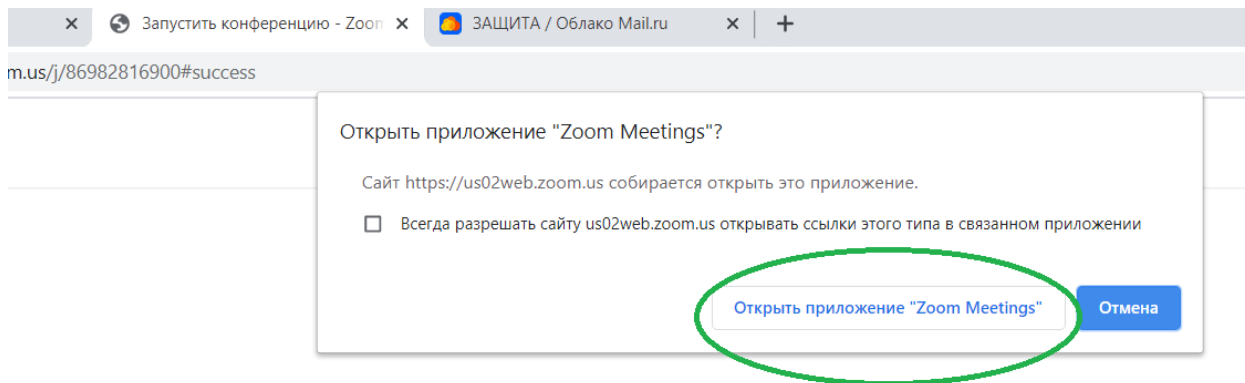 Запустить конференцию - Zoom
ЗАЩИТА / Облако Mail.ru
m.us/j/86982816900#success
Открыть приложение "Zoom Meetings"?
Сайт https://us02web.zoom.us собирается открыть это приложение.
Всегда разрешать сайту us02web.zoom.us открывать ссылки этого типа в связанном приложении
Открыть приложение "Zoom Meetings"
Отмена